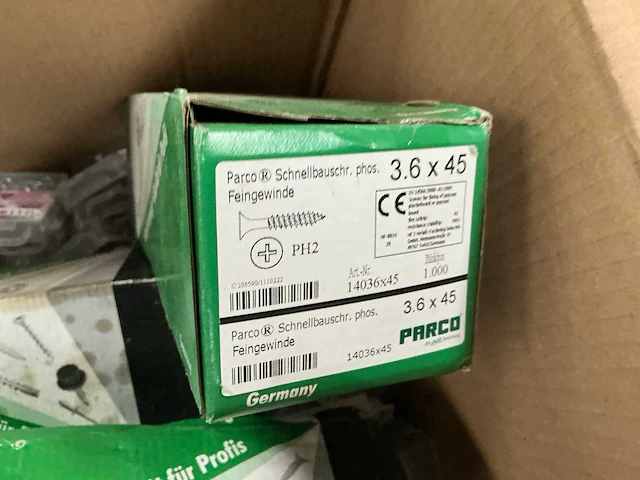 Parco® Schnellbauschr. phos. 3.6 x 45
Feingewinde
CE
PH2
Art.-Nr. Stück/pcs
14036x45 1.000
Parco® Schnellbauschr. phos. 3.6 x 45
Feingewinde
14036x45 PARCO
Germany
für Profis